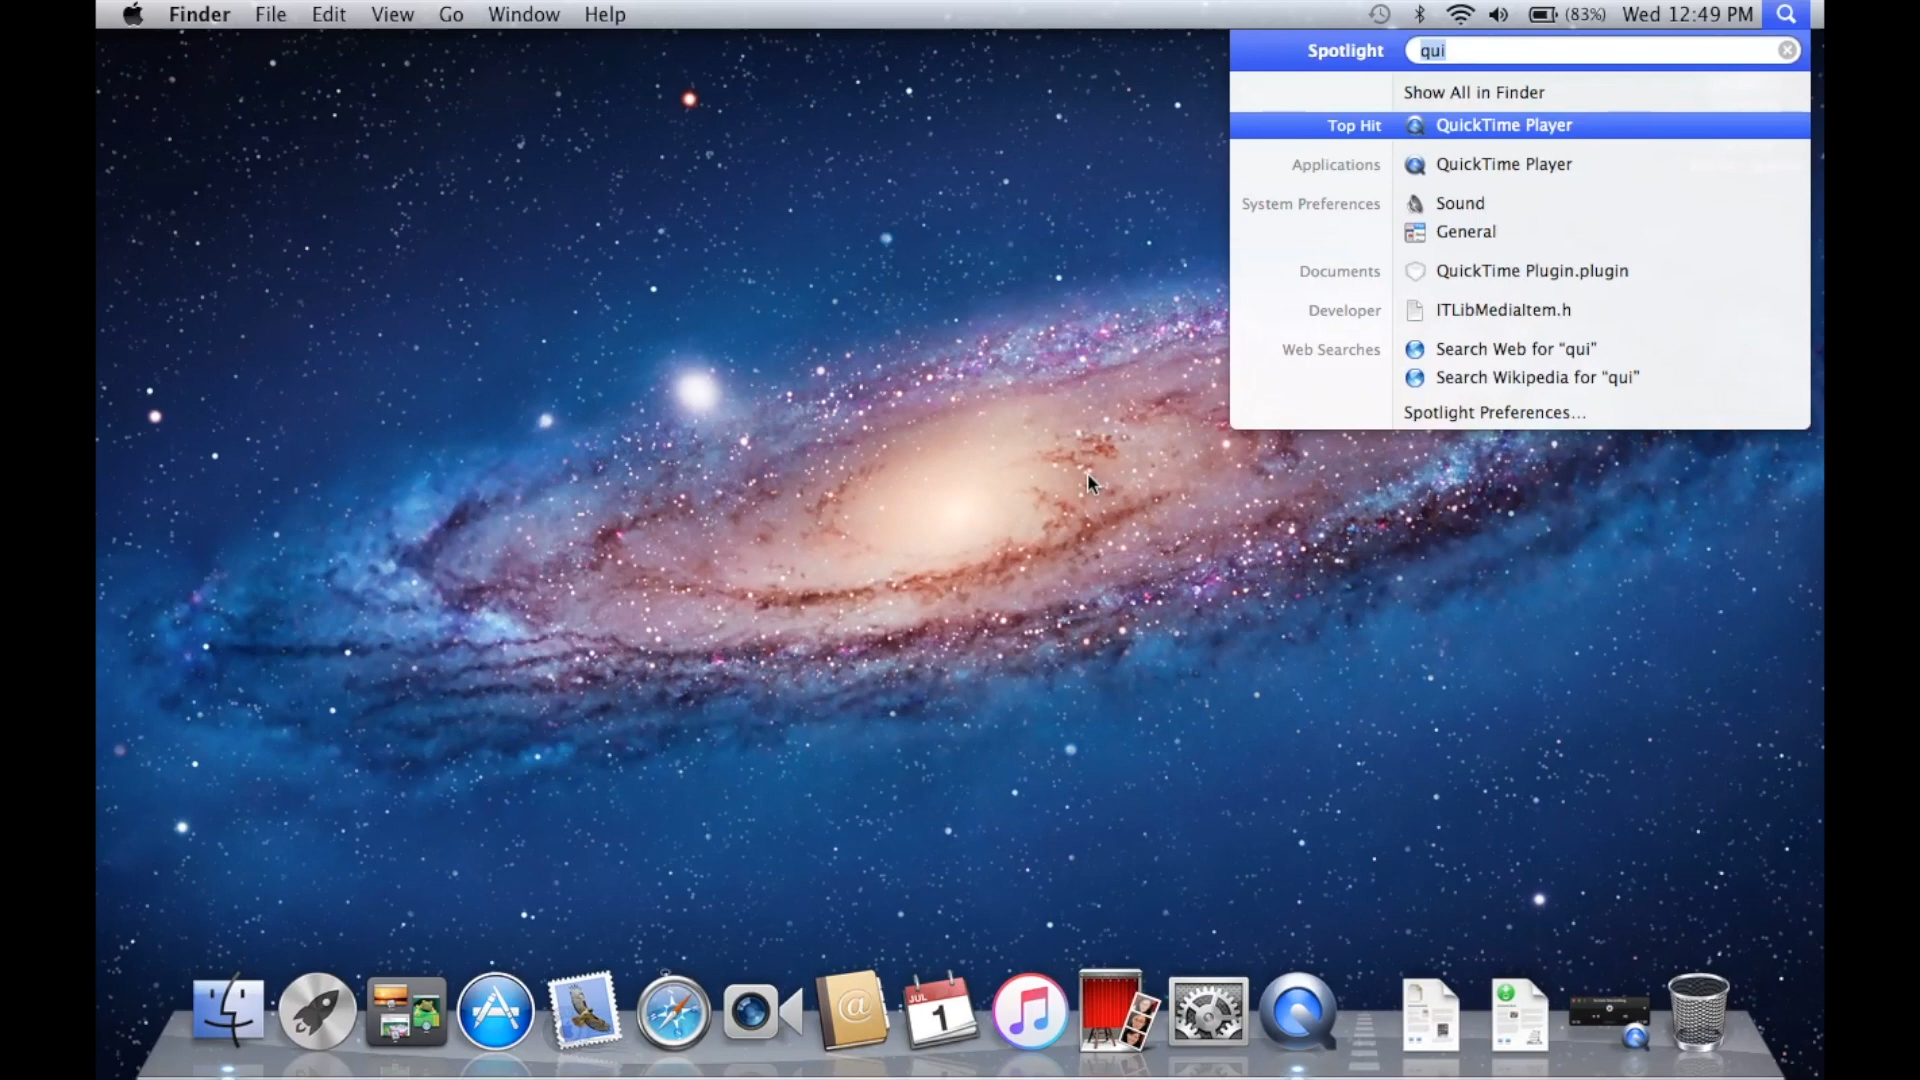 Finder File Edit View Go Window Help (83%) Wed 12:49 PM
Spotlight qui
Show All in Finder
Top Hit QuickTime Player
Applications QuickTime Player
System Preferences Sound
General
Documents QuickTime Plugin.plugin
Developer ITLibMediaItem.h
Web Searches Search Web for “qui”
Search Wikipedia for “qui”
Spotlight Preferences...
JUL
1
@